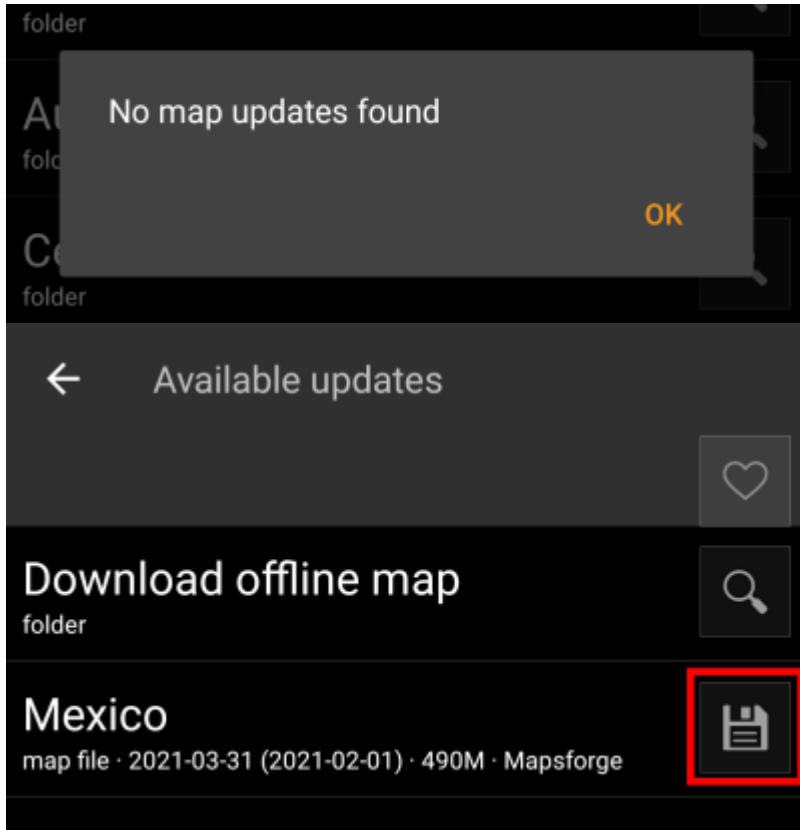 folder
No map updates found
OK
folder
Available updates
Download offline map
folder
Mexico
map file · 2021-03-31 (2021-02-01) · 490M · Mapsforge